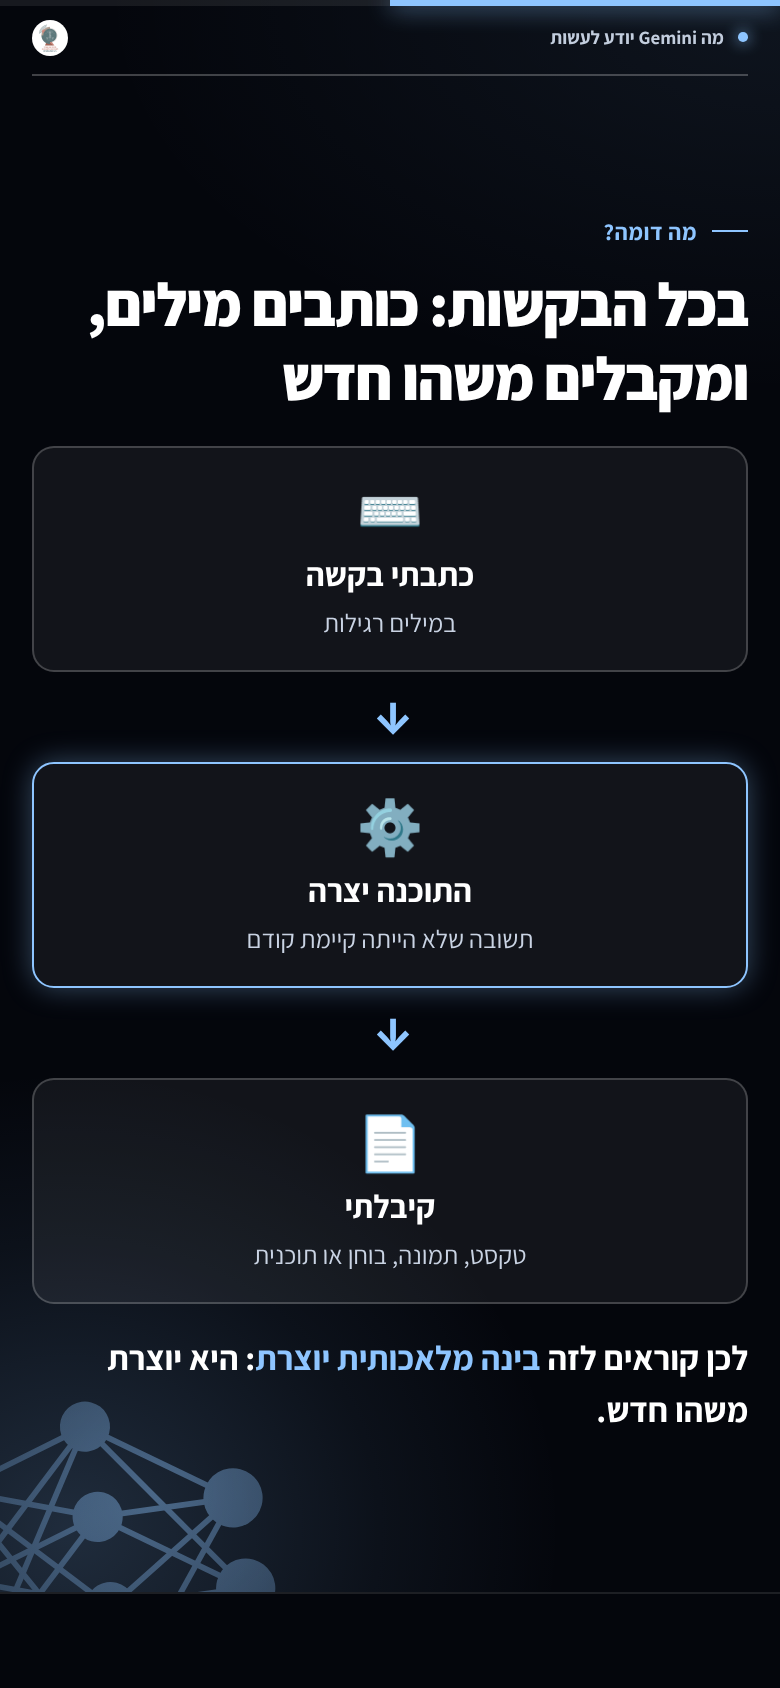 מה Gemini יודע לעשות
מה דומה?
בכל הבקשות: כותבים מילים,
ומקבלים משהו חדש
כתבתי בקשה
במילים רגילות
↓
התוכנה יצרה
תשובה שלא הייתה קיימת קודם
↓
קיבלתי
טקסט, תמונה, בוחן או תוכנית
לכן קוראים לזה בינה מלאכותית יוצרת: היא יוצרת
משהו חדש.